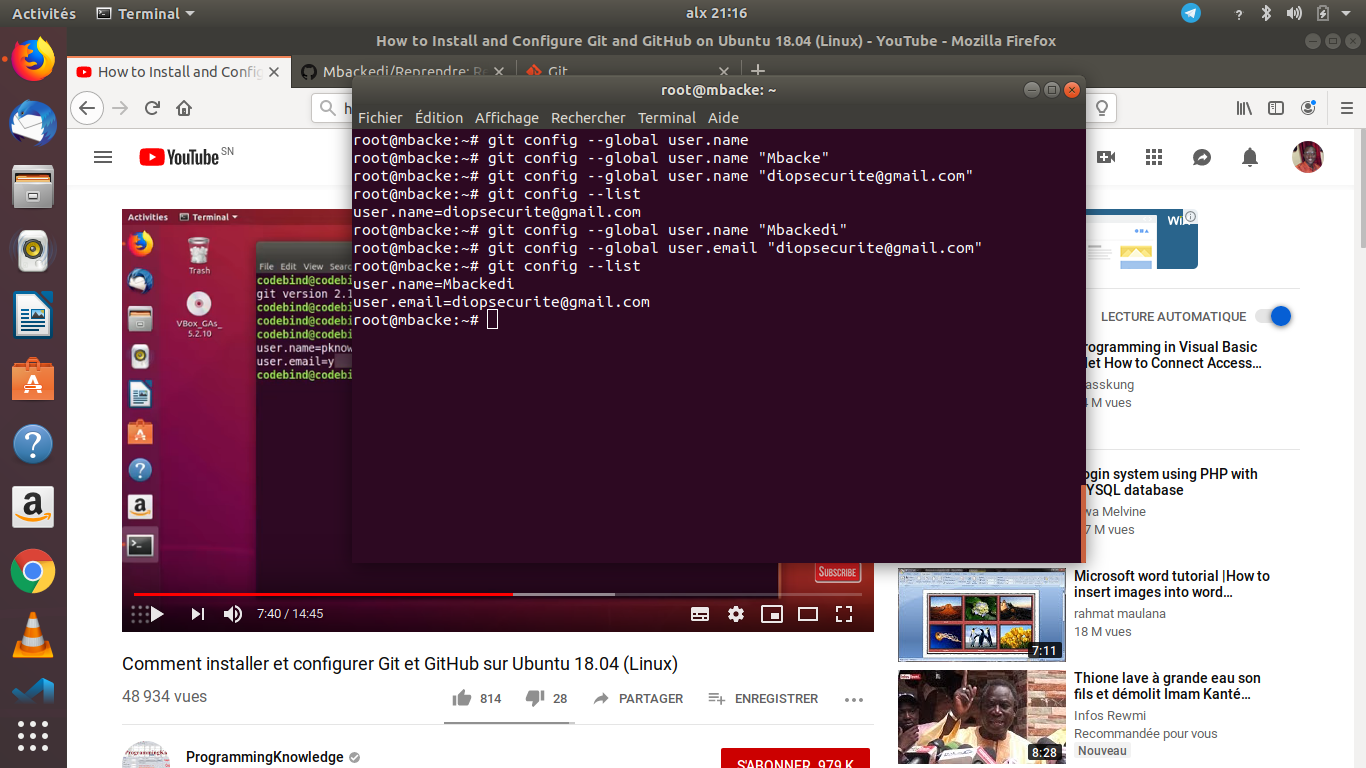 Activités Terminal alx 21:16 ?
How to Install and Configure Git and GitHub on Ubuntu 18.04 (Linux) - YouTube - Mozilla Firefox
How to Install and Config Mbackedi/Reprendre: Re Git
root@mbacke: ~
Fichier Édition Affichage Rechercher Terminal Aide
root@mbacke:~# git config --global user.name
root@mbacke:~# git config --global user.name "Mbacke"
root@mbacke:~# git config --global user.name "diopsecurite@gmail.com"
root@mbacke:~# git config --list
user.name=diopsecurite@gmail.com
root@mbacke:~# git config --global user.name "Mbackedi"
root@mbacke:~# git config --global user.email "diopsecurite@gmail.com"
root@mbacke:~# git config --list
user.name=Mbackedi
user.email=diopsecurite@gmail.com
root@mbacke:~#
YouTube SN
Activities Terminal
Trash
VBox_GAs_
5.2.10
File Edit View Searc
codebind@codebi
git version 2.1
codebind@codebi
codebind@codebi
codebind@codebi
codebind@codebi
user.name=pknow
user.email=y
codebind@codebi
SUBSCRIBE
7:40 / 14:45
Comment installer et configurer Git et GitHub sur Ubuntu 18.04 (Linux)
48 934 vues
814 28 PARTAGER ENREGISTRER
ProgrammingKnowledge
S'ABONNER 979 K
Wix
LECTURE AUTOMATIQUE
rogramming in Visual Basic
et How to Connect Access…
asskung
M vues
ogin system using PHP with
YSQL database
wa Melvine
7 M vues
Microsoft word tutorial |How to
insert images into word…
rahmat maulana
18 M vues
7:11
Thione lave à grande eau son
fils et démolit Imam Kanté…
Infos Rewmi
Recommandée pour vous
Nouveau
8:28